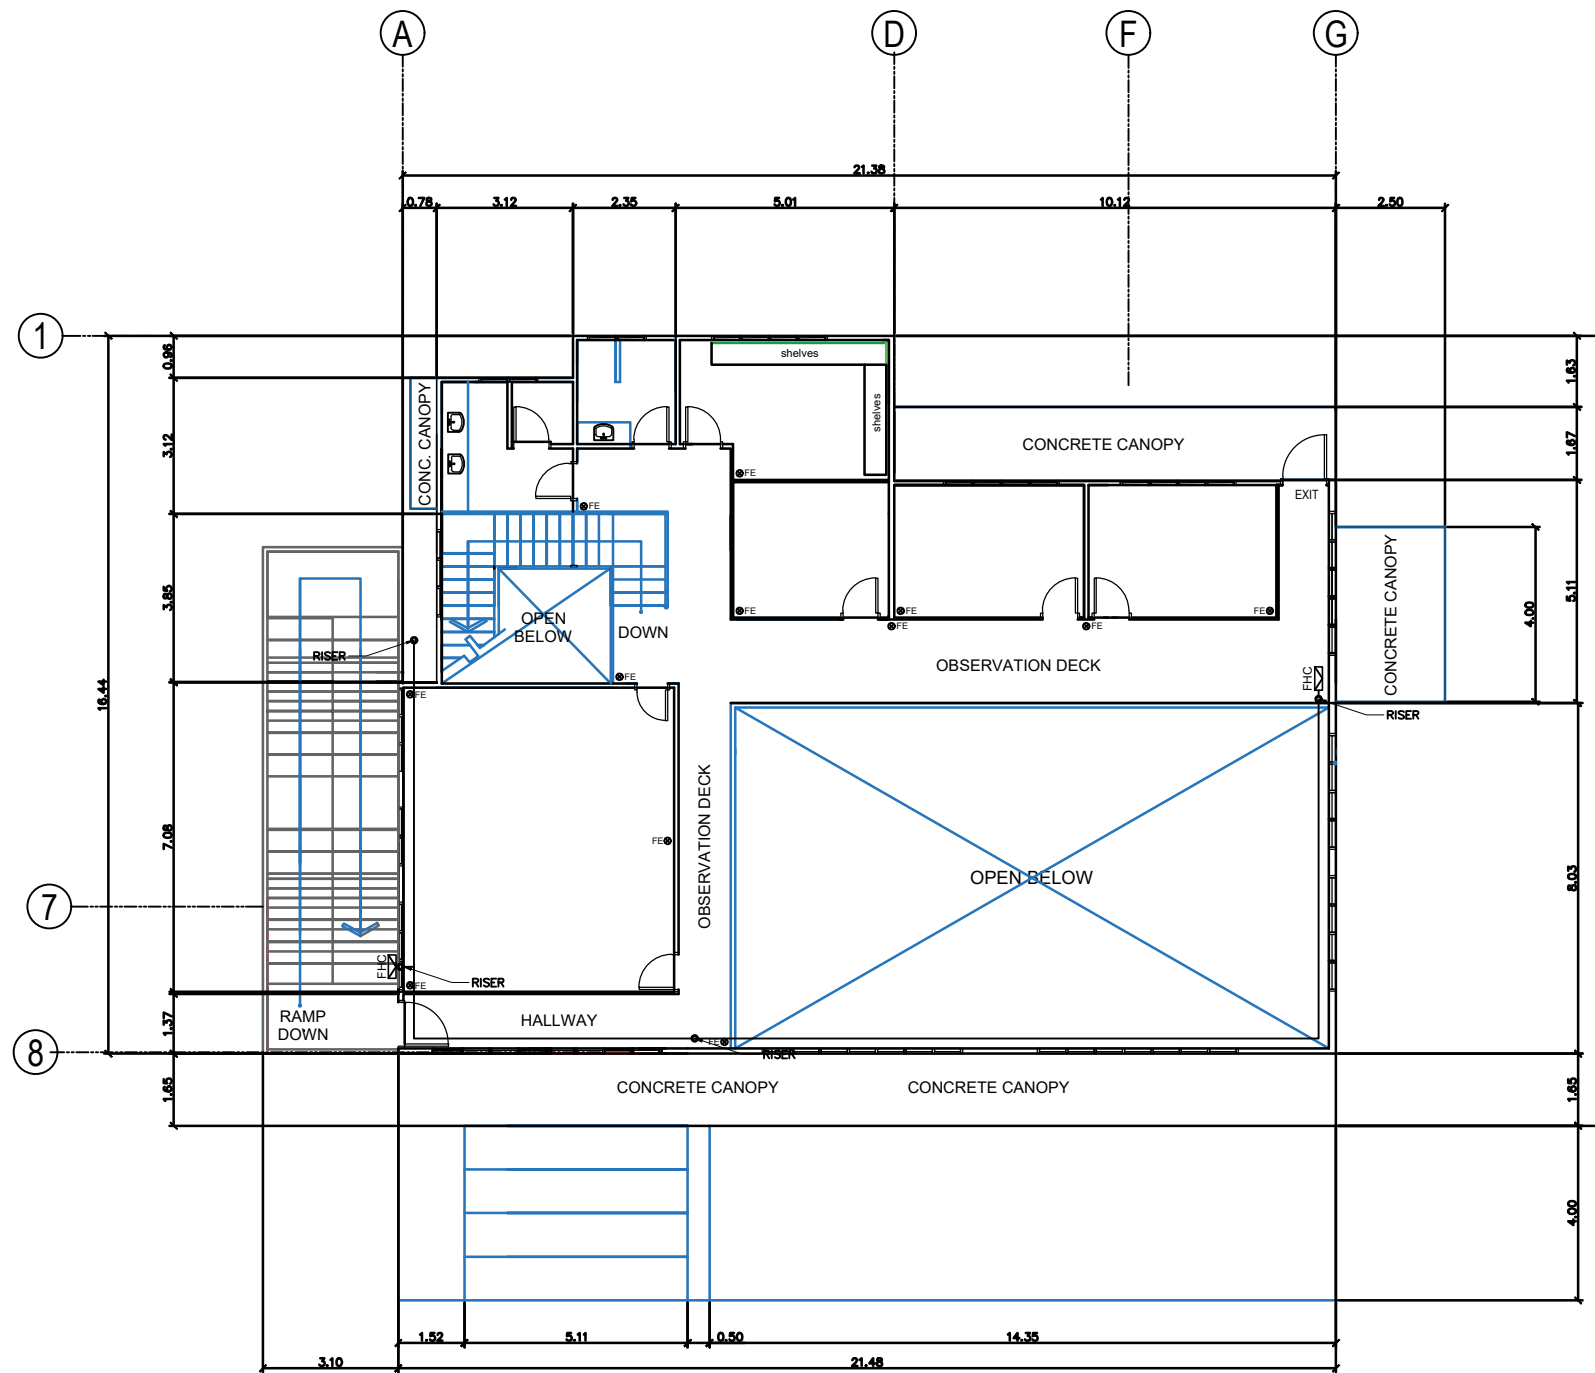 A
D
F
G
21.38
0.78
3.12
2.35
5.01
10.12
2.50
1
0.96
1.63
shelves
shelves
CONC. CANOPY
CONCRETE CANOPY
3.12
1.67
FE
EXIT
FE
CONCRETE CANOPY
3.85
5.11
4.00
OPEN
BELOW
DOWN
FE
FE
FE
FE
FE
RISER
OBSERVATION DECK
FE
FHC
FE
16.44
RISER
OBSERVATION DECK
FE
7.08
OPEN BELOW
8.03
7
FHC
RISER
FE
RAMP
DOWN
HALLWAY
1.37
FE
8
RISER
CONCRETE CANOPY
CONCRETE CANOPY
1.65
1.65
4.00
1.52
5.11
0.50
14.35
3.10
21.48